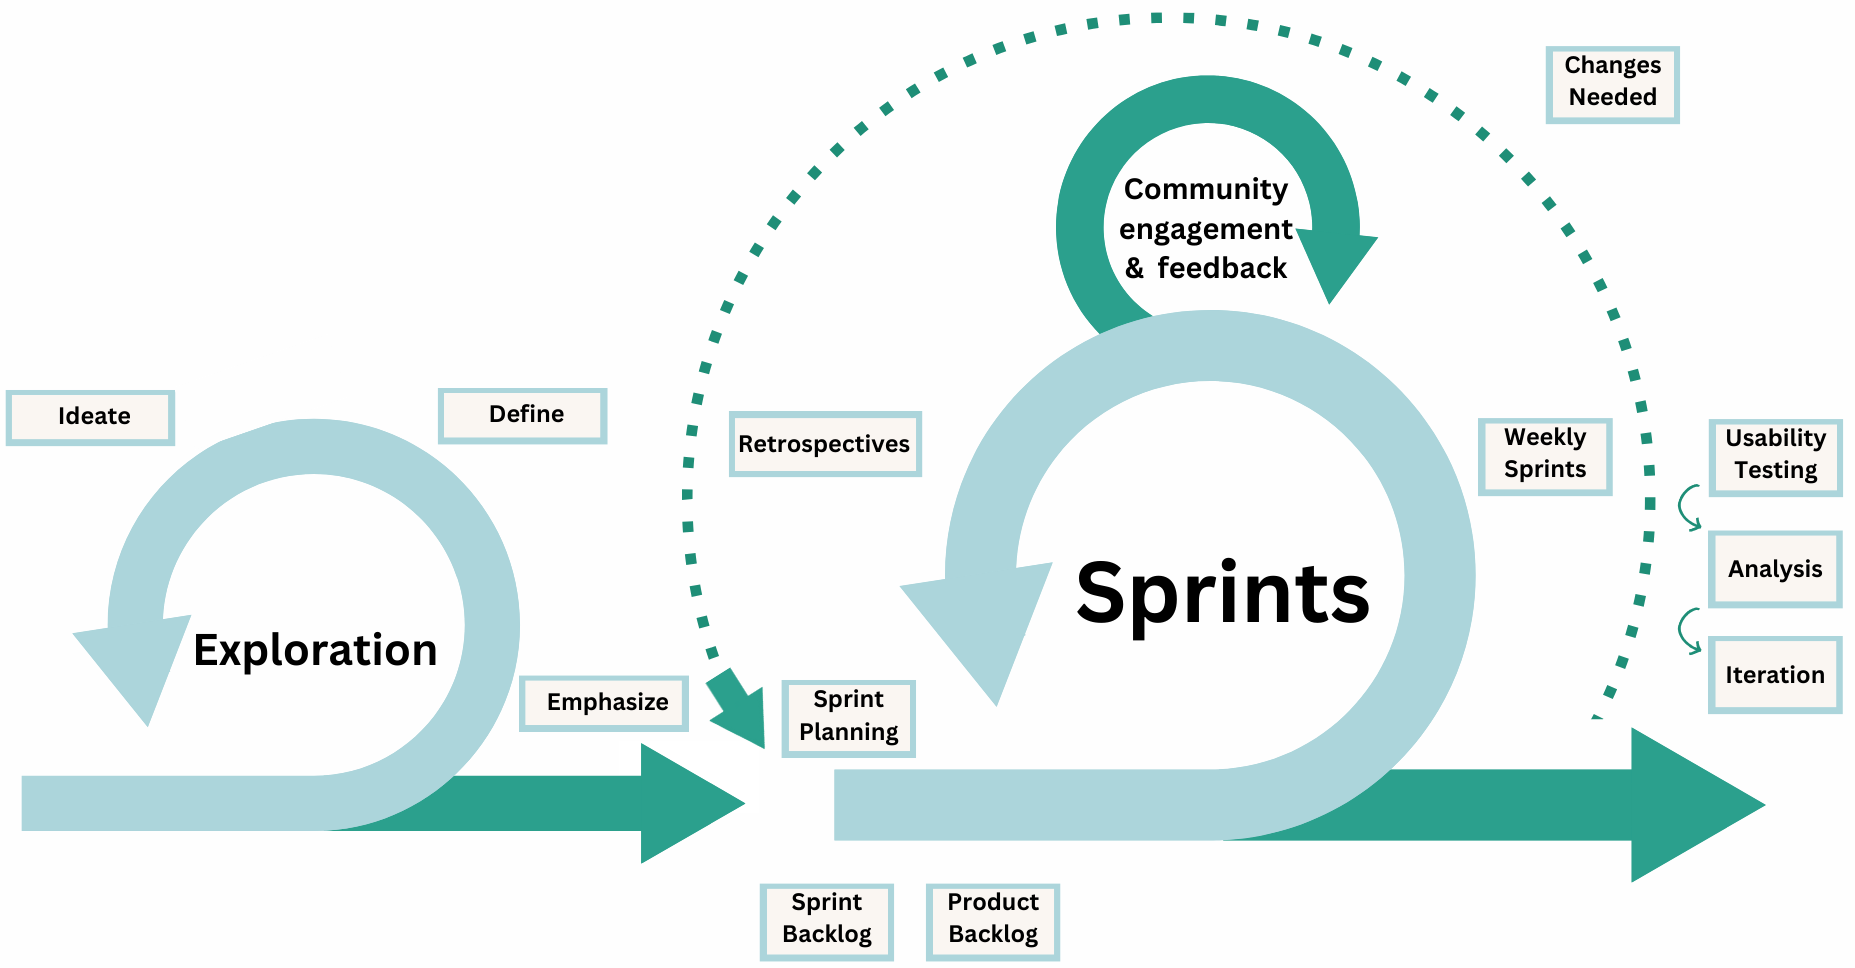 Changes
Needed
Community
engagement
& feedback
Ideate
Define
Retrospectives
Weekly
Sprints
Usability
Testing
Exploration
Sprints
Analysis
Emphasize
Sprint
Planning
Iteration
Sprint
Backlog
Product
Backlog